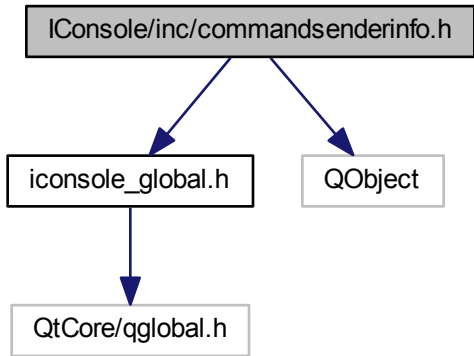 IConsole/inc/commandsenderinfo.h
iconsole_global.h
QObject
QtCore/qglobal.h